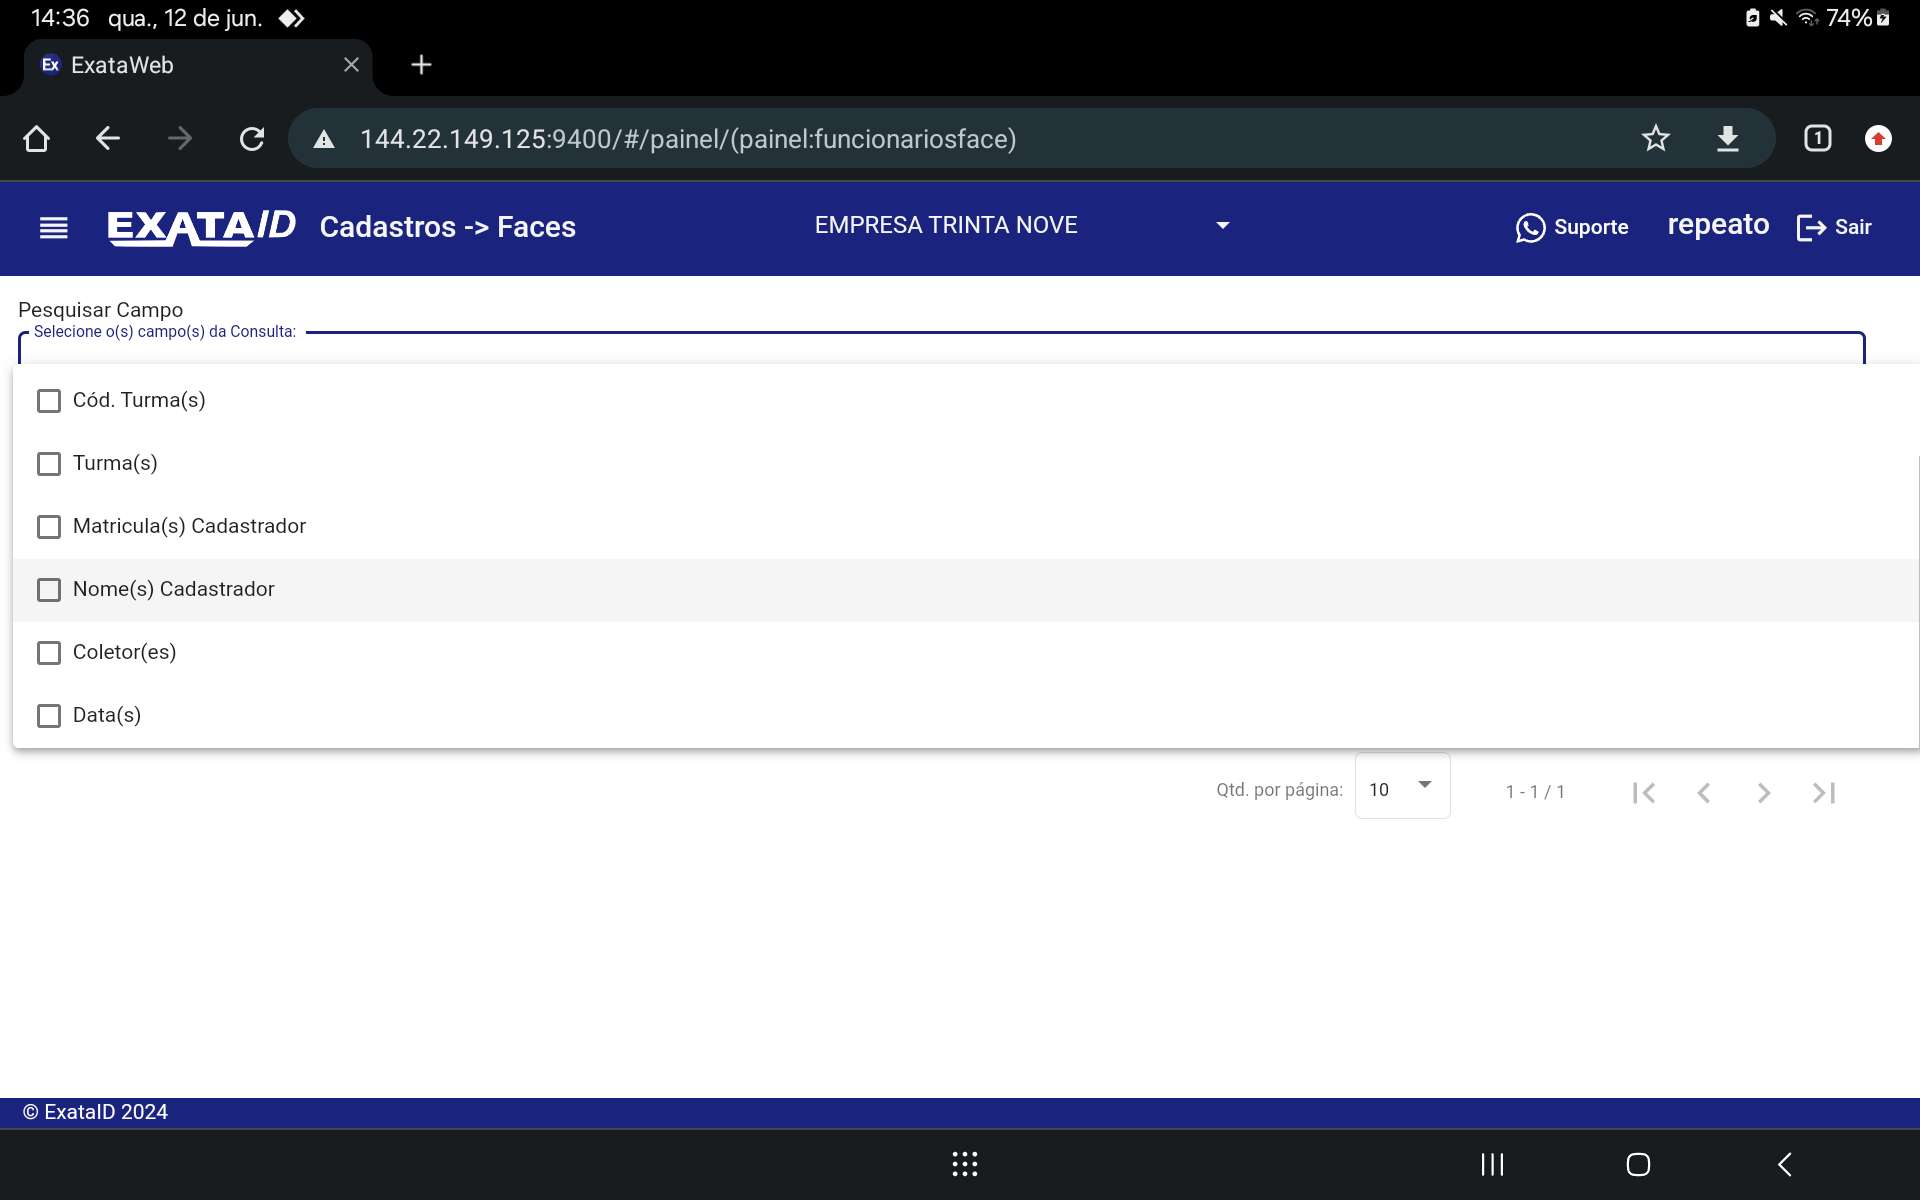 14:36 qua., 12 de jun. 74%
Ex ExataWeb
144.22.149.125:9400/#/painel/(painel:funcionariosface) 1
EXATAID Cadastros -> Faces EMPRESA TRINTA NOVE Suporte repeato Sair
Pesquisar Campo
Selecione o(s) campo(s) da Consulta:
Cód. Turma(s)
Turma(s)
Matricula(s) Cadastrador
Nome(s) Cadastrador
Coletor(es)
Data(s)
Qtd. por página: 10 1 - 1 / 1
© ExataID 2024